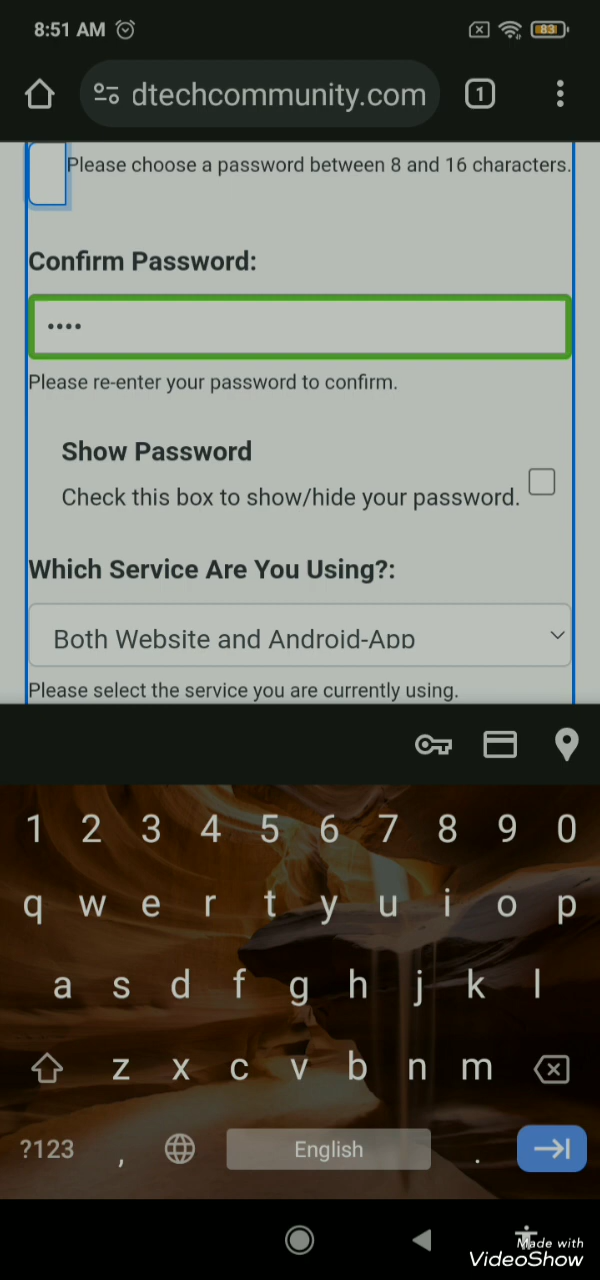 8:51 AM
83
dtechcommunity.com
1
Please choose a password between 8 and 16 characters.
Confirm Password:
••••
Please re-enter your password to confirm.
Show Password
Check this box to show/hide your password.
Which Service Are You Using?:
Both Website and Android-App
Please select the service you are currently using.
1 2 3 4 5 6 7 8 9 0
q w e r t y u i o p
a s d f g h j k l
z x c v b n m
?123 , English .
Made with
VideoShow